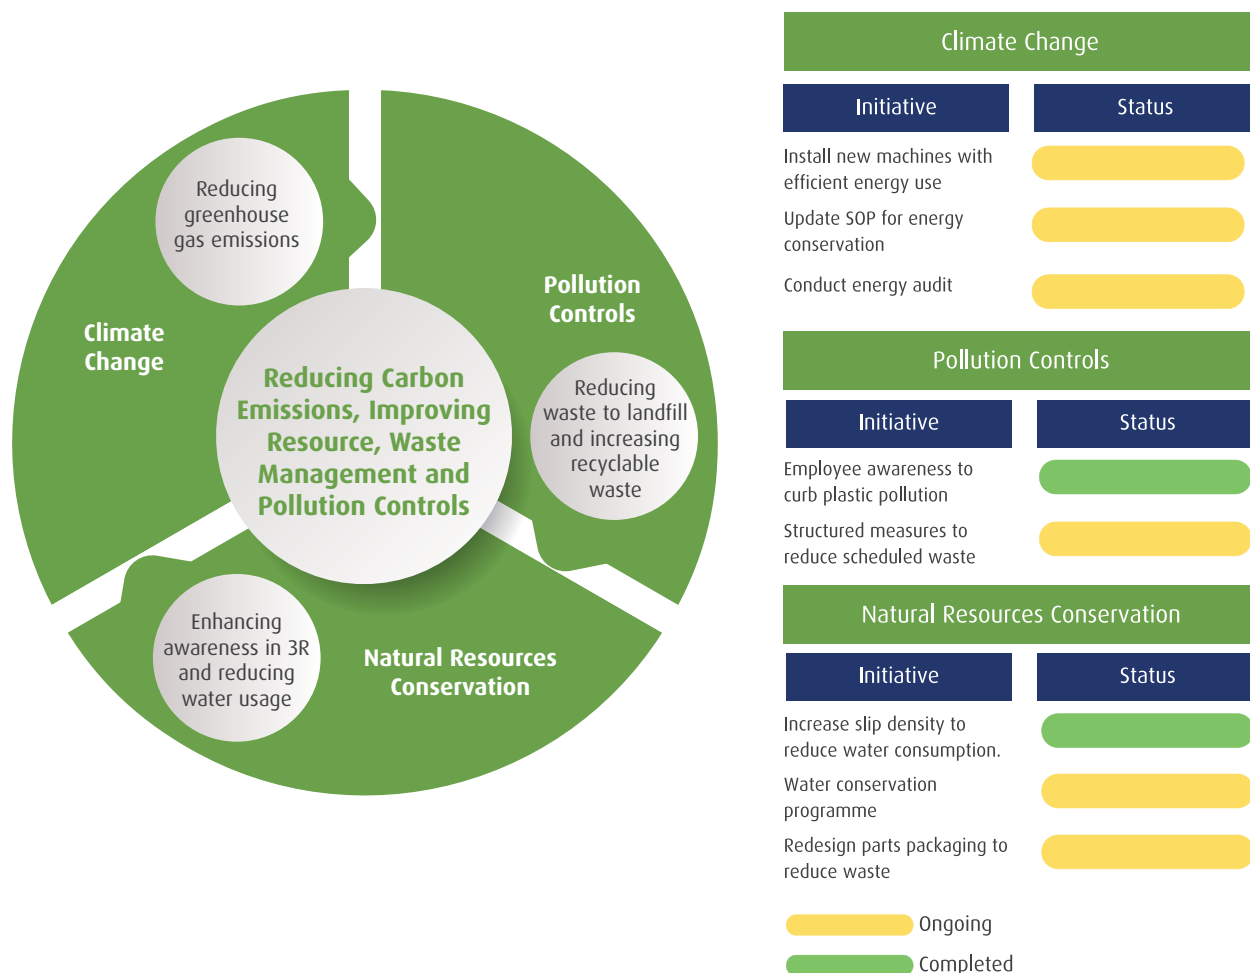 Reducing
greenhouse
gas emissions
Climate
Change
Pollution
Controls
Reducing
waste to landfill
and increasing
recyclable
waste
Reducing Carbon
Emissions, Improving
Resource, Waste
Management and
Pollution Controls
Enhancing
awareness in 3R
and reducing
water usage
Natural Resources
Conservation
Climate Change
Initiative
Status
Install new machines with
efficient energy use
Update SOP for energy
conservation
Conduct energy audit
Pollution Controls
Initiative
Status
Employee awareness to
curb plastic pollution
Structured measures to
reduce scheduled waste
Natural Resources Conservation
Initiative
Status
Increase slip density to
reduce water consumption.
Water conservation
programme
Redesign parts packaging to
reduce waste
Ongoing
Completed